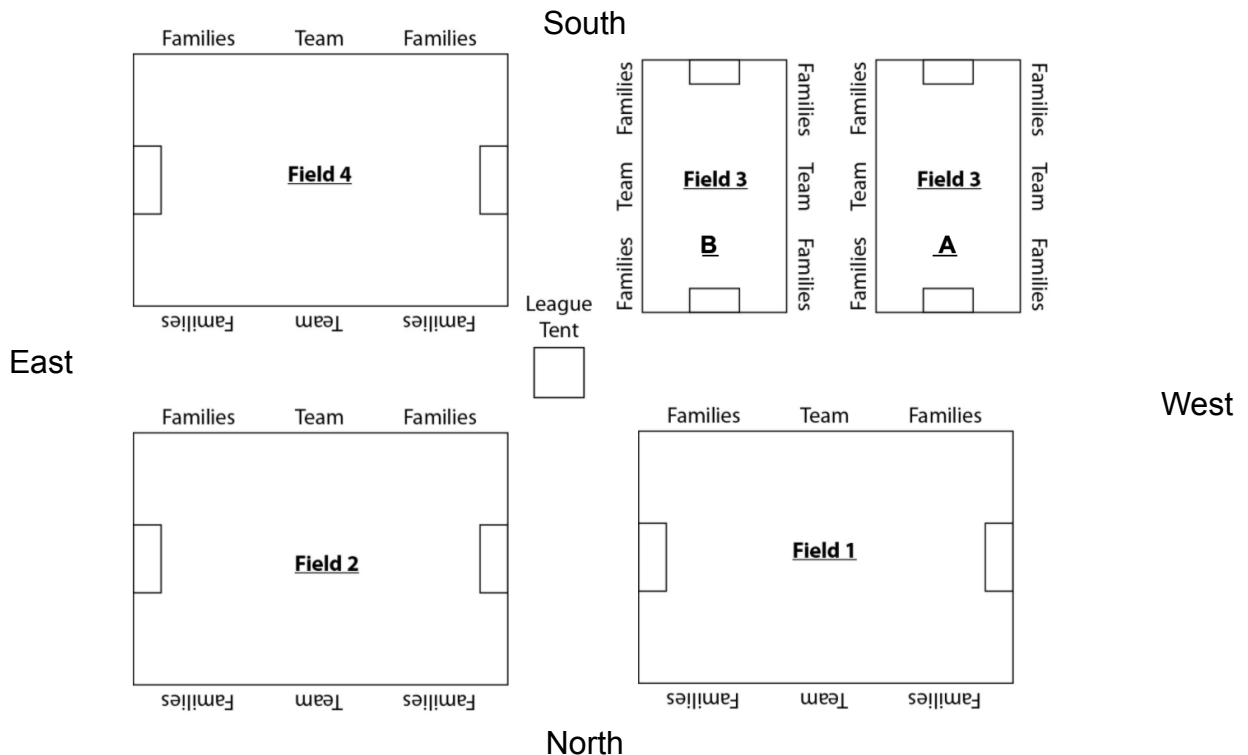 South
Families Team Families
Field 4
Families Team Families
Families
Team
Families
Field 3
B
Families
Team
Families
Families
Team
Families
Field 3
A
Families
Team
Families
League
Tent
East
West
Families Team Families
Field 2
Families Team Families
Families Team Families
Field 1
Families Team Families
North